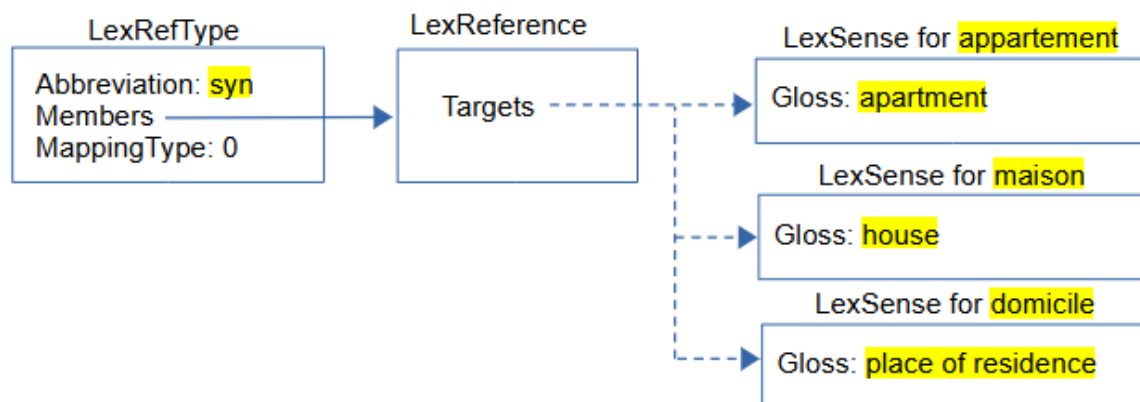 LexRefType
Abbreviation: syn
Members
MappingType: 0
LexReference
Targets
LexSense for appartement
Gloss: apartment
LexSense for maison
Gloss: house
LexSense for domicile
Gloss: place of residence